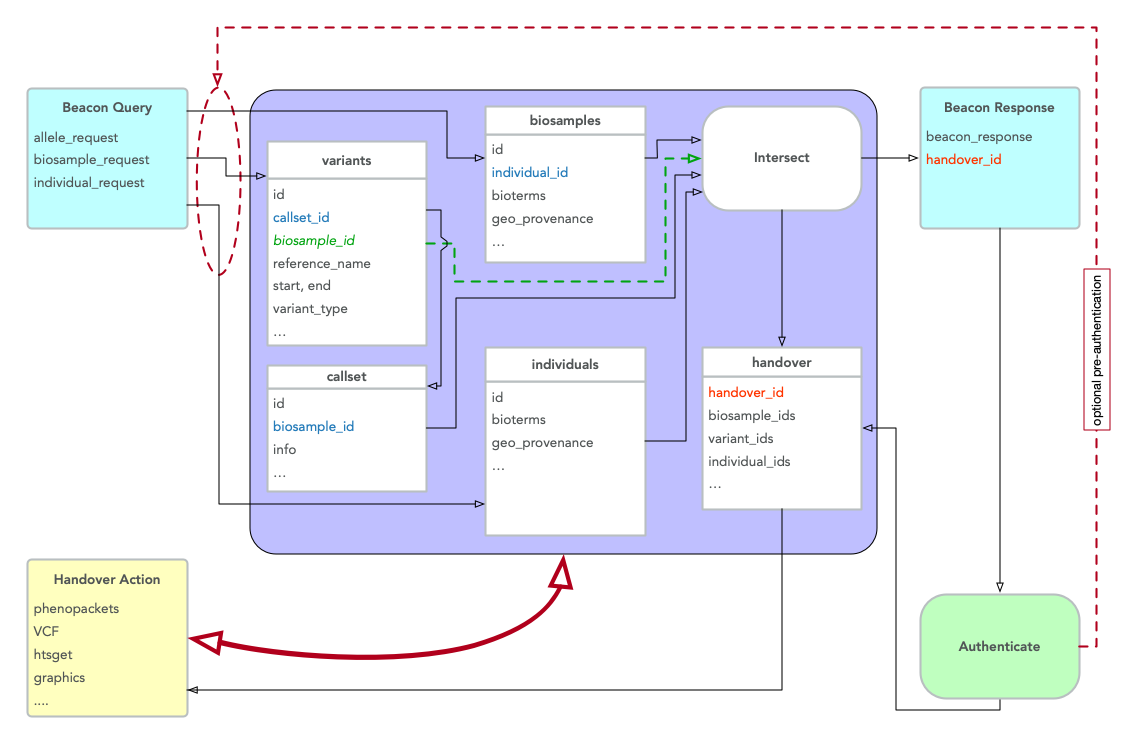 Beacon Query
allele_request
biosample_request
individual_request
variants
id
callset_id
biosample_id
reference_name
start, end
variant_type
...
callset
id
biosample_id
info
...
biosamples
id
individual_id
bioterms
geo_provenance
...
individuals
id
bioterms
geo_provenance
...
Intersect
handover
handover_id
biosample_ids
variant_ids
individual_ids
...
Beacon Response
beacon_response
handover_id
optional pre-authentication
Authenticate
Handover Action
phenopackets
VCF
htsget
graphics
....